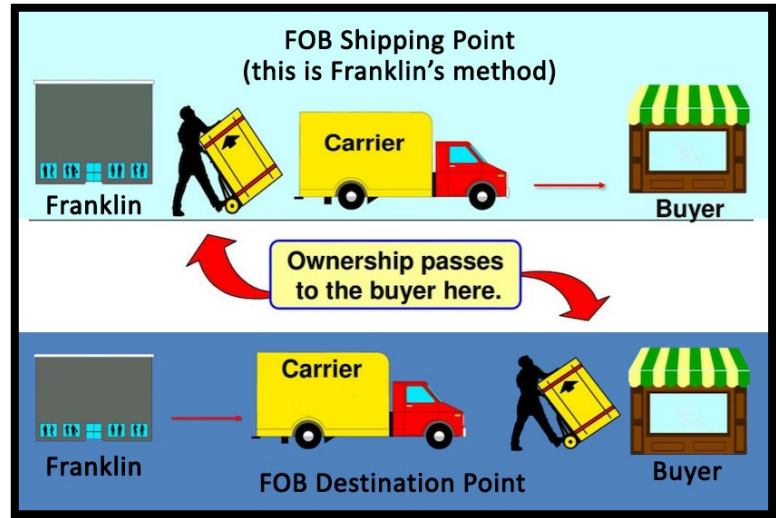 FOB Shipping Point
(this is Franklin's method)
Franklin
Carrier
Buyer
Ownership passes
to the buyer here.
Franklin
Carrier
FOB Destination Point
Buyer